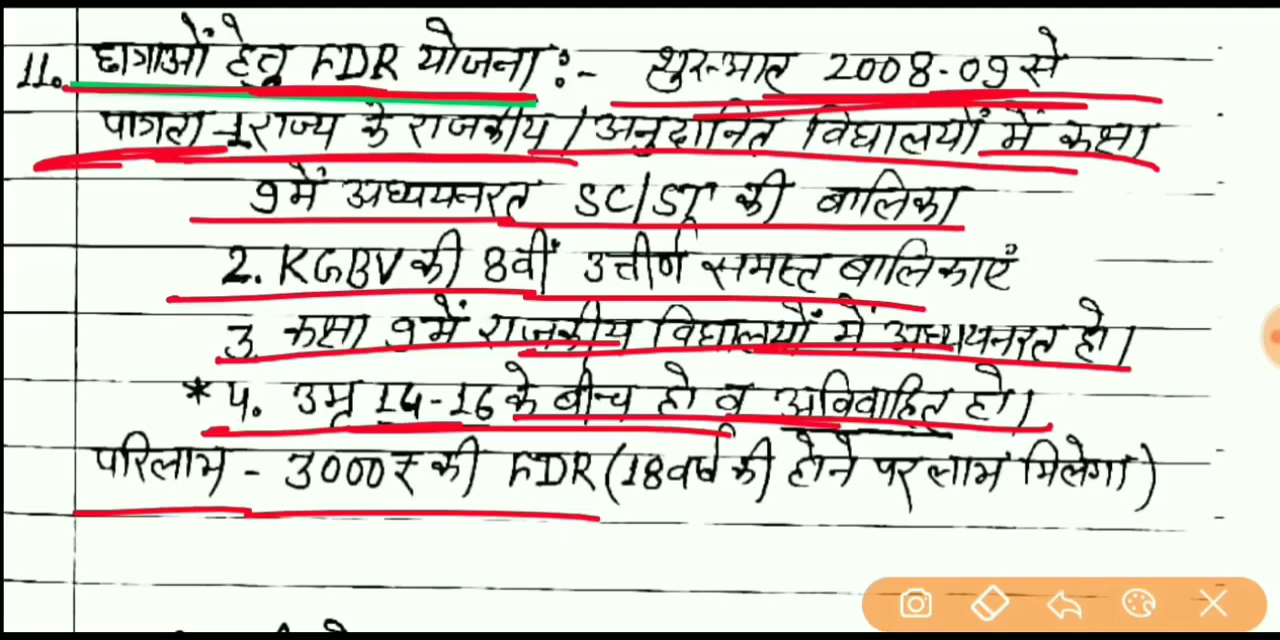 11. छात्राओं हेतु FDR योजना :- शुरुआत 2008-09 से
पात्रता - 1 राज्य के राजकीय / अनुदानित विद्यालयों में कक्षा
9 में अध्ययनरत SC/ST की बालिका
2. KGBV की 8वीं उत्तीर्ण समस्त बालिकाएं
3. कक्षा 9 में राजकीय विद्यालयों में अध्ययनरत हो।
* 4. उम्र 14-16 के बीच हो व अविवाहित हो।
परिलाभ - 3000₹ की FDR (18 वर्ष की होने पर लाभ मिलेगा)